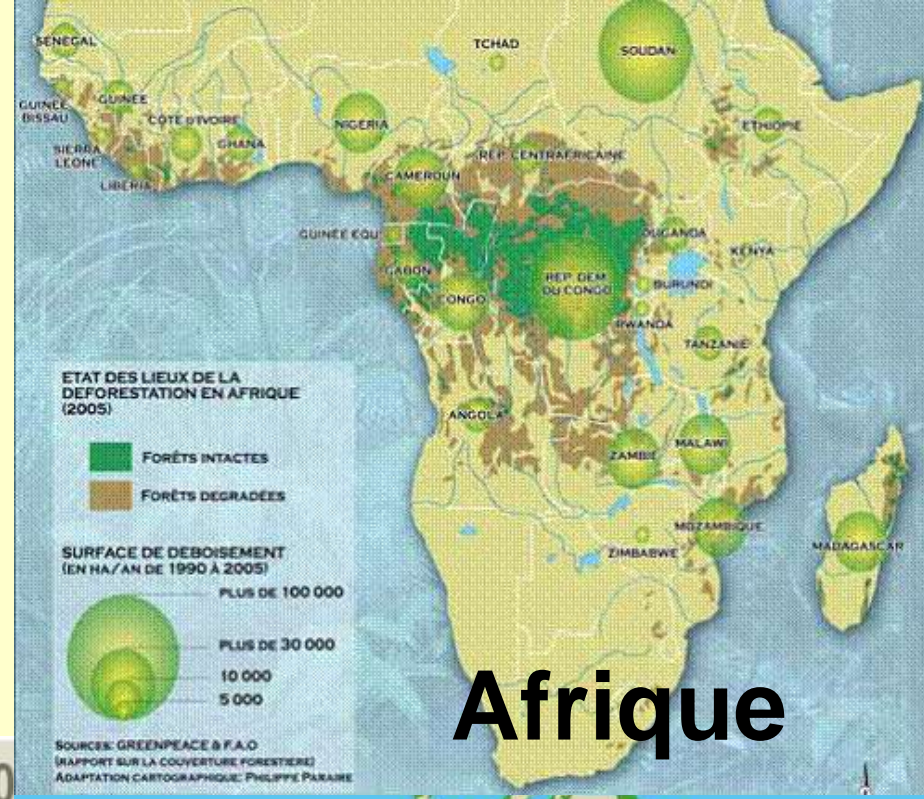 SENEGAL
TCHAD
SOUDAN
GUINEE
BISSAU
GUINEE
COTE D'IVOIRE
NIGERIA
ETHIOPIE
GHANA
SIERRA
LEONE
LIBERIA
REP. CENTRAFRICAINE
CAMEROUN
GUINEE EQU
OUGANDA
KENYA
GABON
CONGO
REP. DEM.
DU CONGO
BURUNDI
RWANDA
TANZANIE
ETAT DES LIEUX DE LA
DEFORESTATION EN AFRIQUE
(2005)
FORÊTS INTACTES
FORÊTS DEGRADÉES
ANGOLA
ZAMBIE
MALAWI
MOZAMBIQUE
ZIMBABWE
MADAGASCAR
SURFACE DE DEBOISEMENT
(EN HA/AN DE 1990 À 2005)
PLUS DE 100 000
PLUS DE 30 000
10 000
5 000
Afrique
SOURCES: GREENPEACE & F.A.O
(RAPPORT SUR LA COUVERTURE FORESTIERE)
ADAPTATION CARTOGRAPHIQUE: PHILIPPE PARAIRE